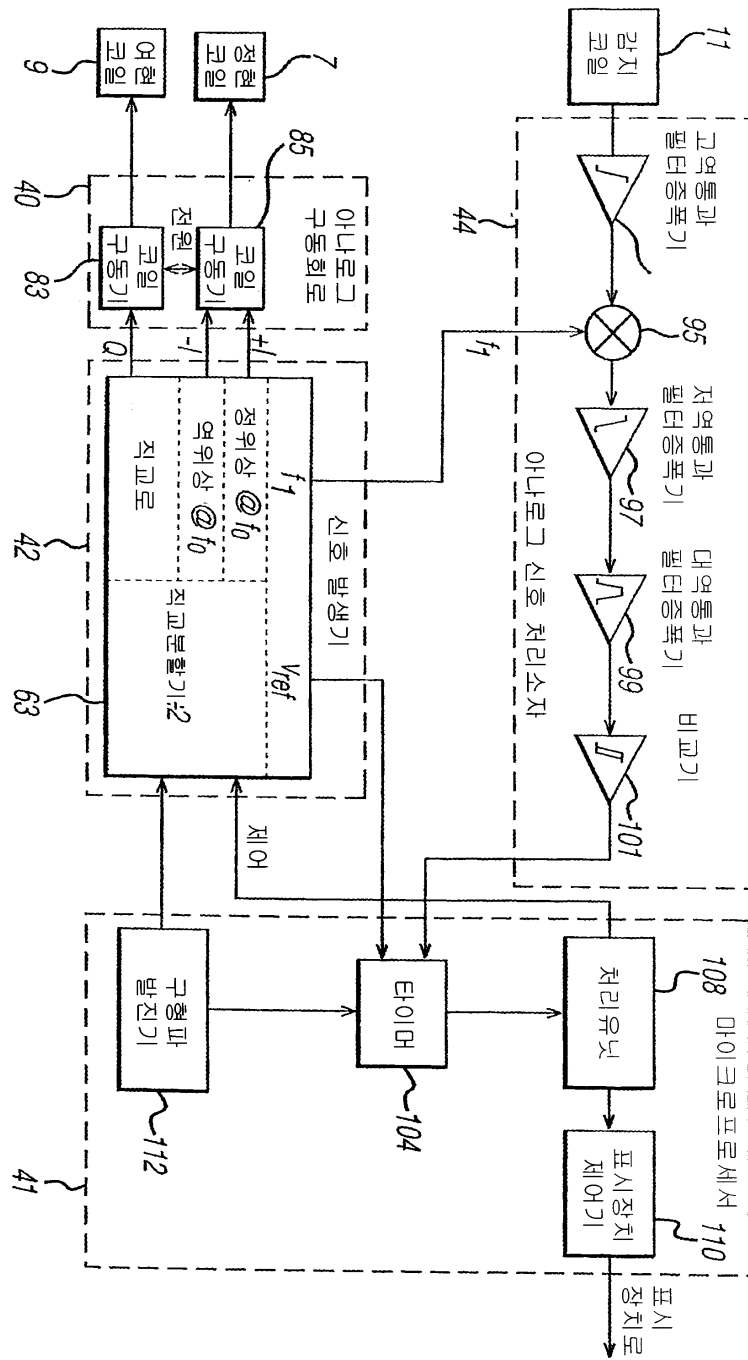 11
감지
코일
고역통과
필터증폭기
44
95
저역통과
필터증폭기
97
대역통과
필터증폭기
99
비교기
101
아나로그 신호 처리소자
f1
마이크로프로세서
108
처리유닛
표시장치
제어기
110
표시
장치로
타이머
104
구형파
발진기
112
41
제어
신호 발생기
f1
Vref
정위상 @f0
역위상 @f0
직교로
직교분할기÷2
63
42
+I
-I
Q
아나로그
구동회로
85
코일
구동기
전원
코일
구동기
83
40
7
정현
코일
여현
코일
9